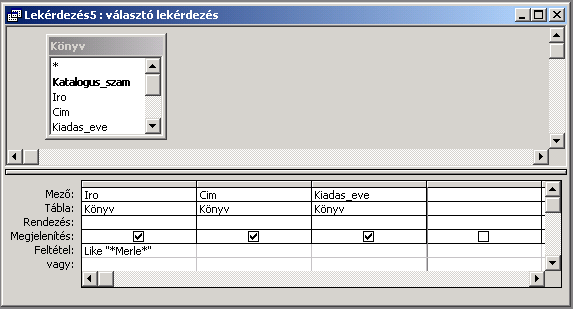 Lekérdezés5 : választó lekérdezés
Könyv
*
Katalogus_szam
Iro
Cim
Kiadas_eve
Mező: Iro Cim Kiadas_eve
Tábla: Könyv Könyv Könyv
Rendezés:
Megjelenítés:
Feltétel: Like "*Merle*"
vagy: